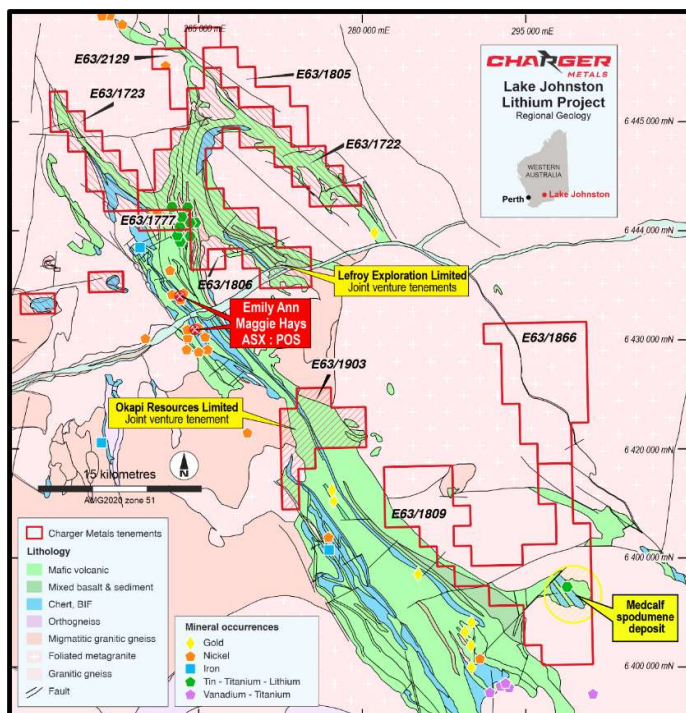 265 000 mE
280 000 mE
295 000 mE
E63/2129
E63/1805
E63/1723
E63/1722
CHARGER
METALS
Lake Johnston
Lithium Project
Regional Geology
WESTERN
AUSTRALIA
Perth
Lake Johnston
6 445 000 mN
6 444 000 mN
E63/1777
E63/1806
Lefroy Exploration Limited
Joint venture tenements
Emily Ann
Maggie Hays
ASX : POS
E63/1866
6 430 000 mN
E63/1903
Okapi Resources Limited
Joint venture tenement
6 420 000 mN
15 kilometres
N
AMG2020 zone 51
E63/1809
6 400 000 mN
Medcalf
spodumene
deposit
6 400 000 mN
Charger Metals tenements
Lithology
Mafic volcanic
Mixed basalt & sediment
Chert, BIF
Orthogneiss
Migmatitic granitic gneiss
Foliated metagranite
Granitic gneiss
Fault
Mineral occurrences
Gold
Nickel
Iron
Tin - Titanium - Lithium
Vanadium - Titanium